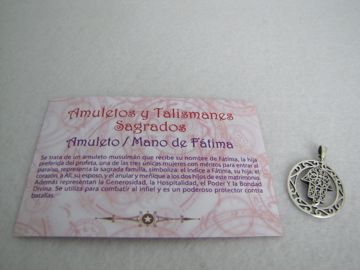 Amuletos y Talismanes
Sagrados
Amuleto / Mano de Fátima
Se trata de un amuleto musulmán que recibe su nombre de Fátima, la hija
preferida del profeta, una de las tres únicas mujeres con méritos para entrar al
paraíso, representa la sagrada familia, simboliza: el índice a Fátima, su hija; el
corazón, a Alí, su esposo, y el anular y meñique a los dos hijos de este matrimonio.
Además representan la Generosidad, la Hospitalidad, el Poder Y la Bondad
Divina. Se utiliza para combatir al infiel y es un poderoso protector contra
batallas.